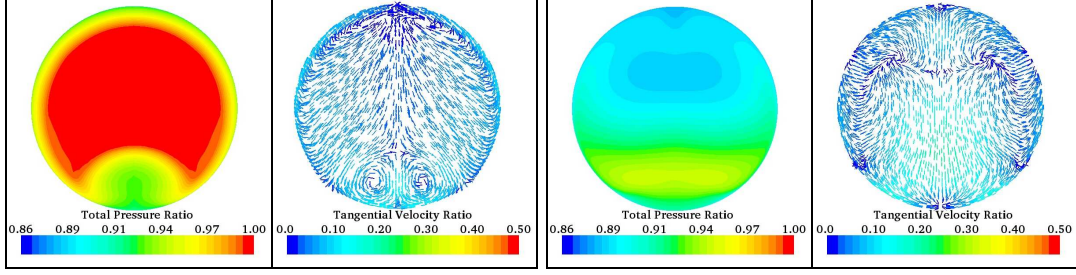 Total Pressure Ratio
0.86 0.89 0.91 0.94 0.97 1.00
Tangential Velocity Ratio
0.0 0.10 0.20 0.30 0.40 0.50
Total Pressure Ratio
0.86 0.89 0.91 0.94 0.97 1.00
Tangential Velocity Ratio
0.0 0.10 0.20 0.30 0.40 0.50